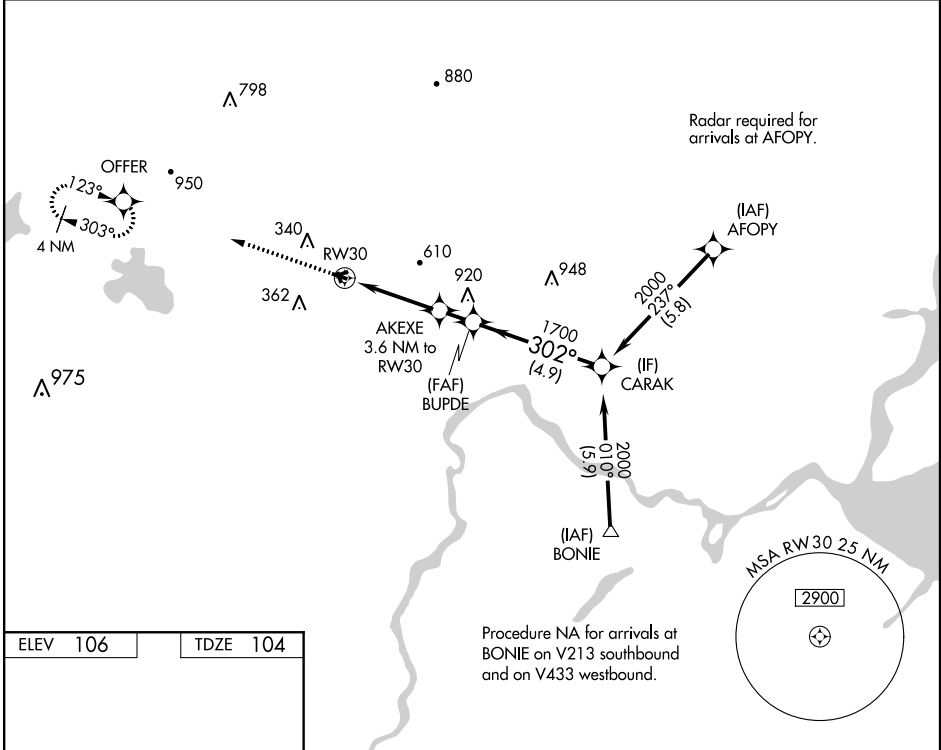 798
880
Radar required for
arrivals at AFOPY.
OFFER
123°
950
303°
4 NM
340
RW30
610
362
920
948
(IAF)
AFOPY
2000
237°
(5.8)
AKEXE
3.6 NM to
RW30
1700
302°
(4.9)
(IF)
CARAK
(FAF)
BUPDE
975
2000
010°
(5.9)
(IAF)
BONIE
MSA RW30 25 NM
2900
Procedure NA for arrivals at
BONIE on V213 southbound
and on V433 westbound.
ELEV 106
TDZE 104